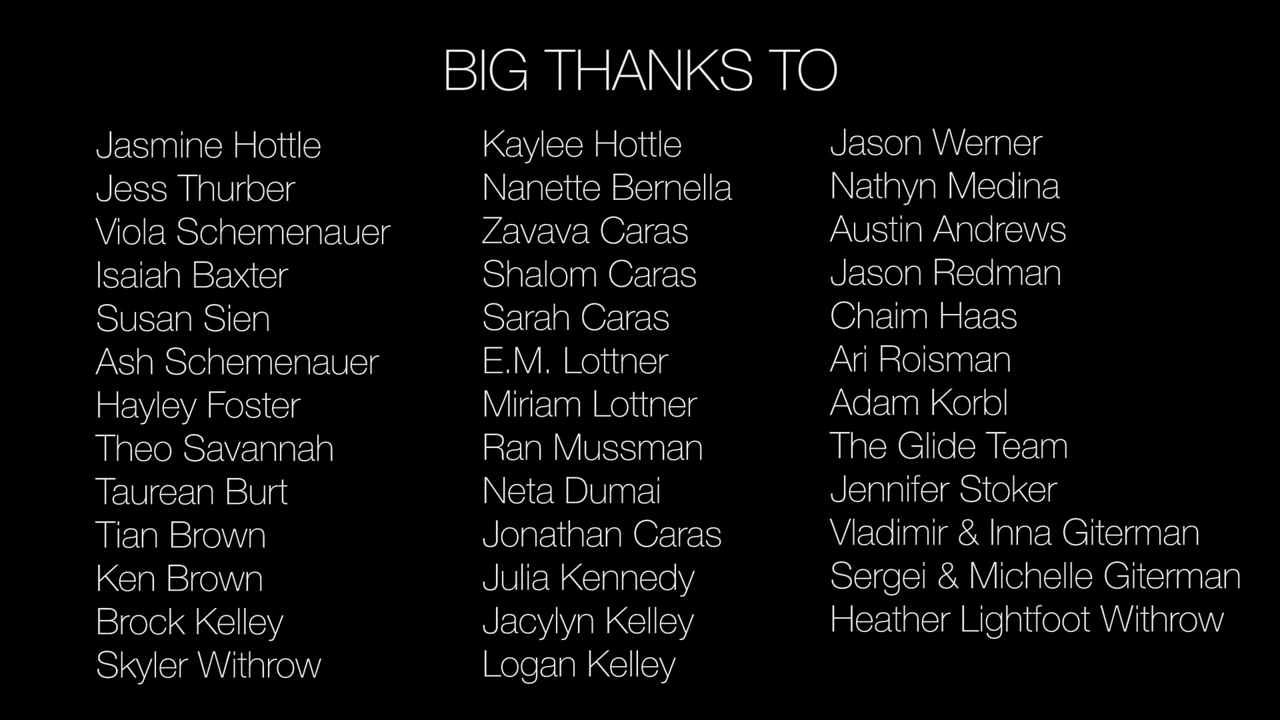 BIG THANKS TO
Jasmine Hottle
Jess Thurber
Viola Schemenauer
Isaiah Baxter
Susan Sien
Ash Schemenauer
Hayley Foster
Theo Savannah
Taurean Burt
Tian Brown
Ken Brown
Brock Kelley
Skyler Withrow
Kaylee Hottle
Nanette Bernella
Zavava Caras
Shalom Caras
Sarah Caras
E.M. Lottner
Miriam Lottner
Ran Mussman
Neta Dumai
Jonathan Caras
Julia Kennedy
Jacylyn Kelley
Logan Kelley
Jason Werner
Nathyn Medina
Austin Andrews
Jason Redman
Chaim Haas
Ari Roisman
Adam Korbl
The Glide Team
Jennifer Stoker
Vladimir & Inna Giterman
Sergei & Michelle Giterman
Heather Lightfoot Withrow